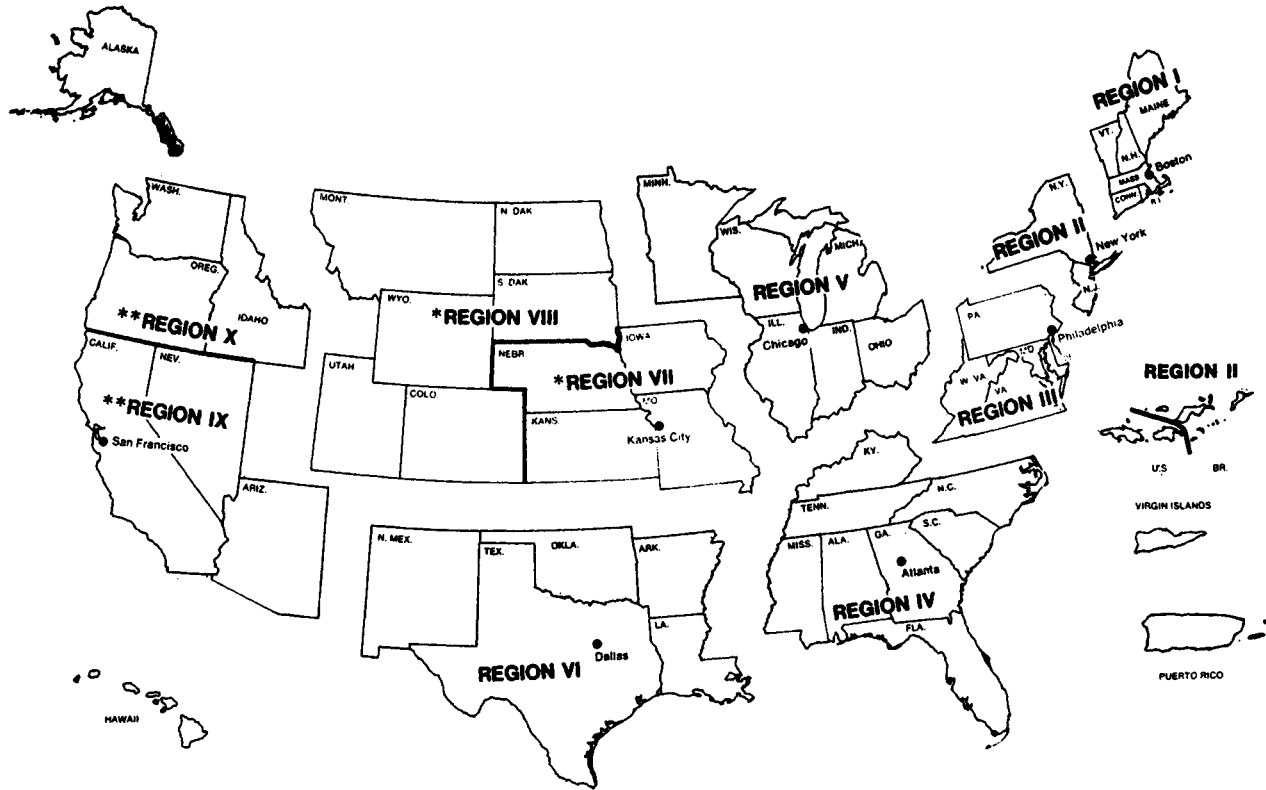 ALASKA
REGION I
MAINE
VT.
N.H.
Boston
MASS
CONN.
R I
WASH.
MONT
N DAK
MINN.
N.Y.
WIS.
MICH.
REGION II
New York
OREG.
S DAK
WYO.
REGION V
N.J.
IDAHO
**REGION X
*REGION VIII
PA
ILL.
IND.
IOWA
Philadelphia
CALIF.
NEV.
UTAH
NEBR.
Chicago
OHIO
MD
W VA
VA
REGION II
*REGION VII
COLO.
MO
REGION III
**REGION IX
KANS.
Kansas City
San Francisco
KY.
U.S
BR.
ARIZ.
N.C.
TENN.
VIRGIN ISLANDS
S.C.
N. MEX.
TEX.
OKLA.
ARK.
MISS.
ALA.
GA.
Atlanta
REGION IV
LA.
FLA.
Dallas
REGION VI
PUERTO RICO
HAWAII